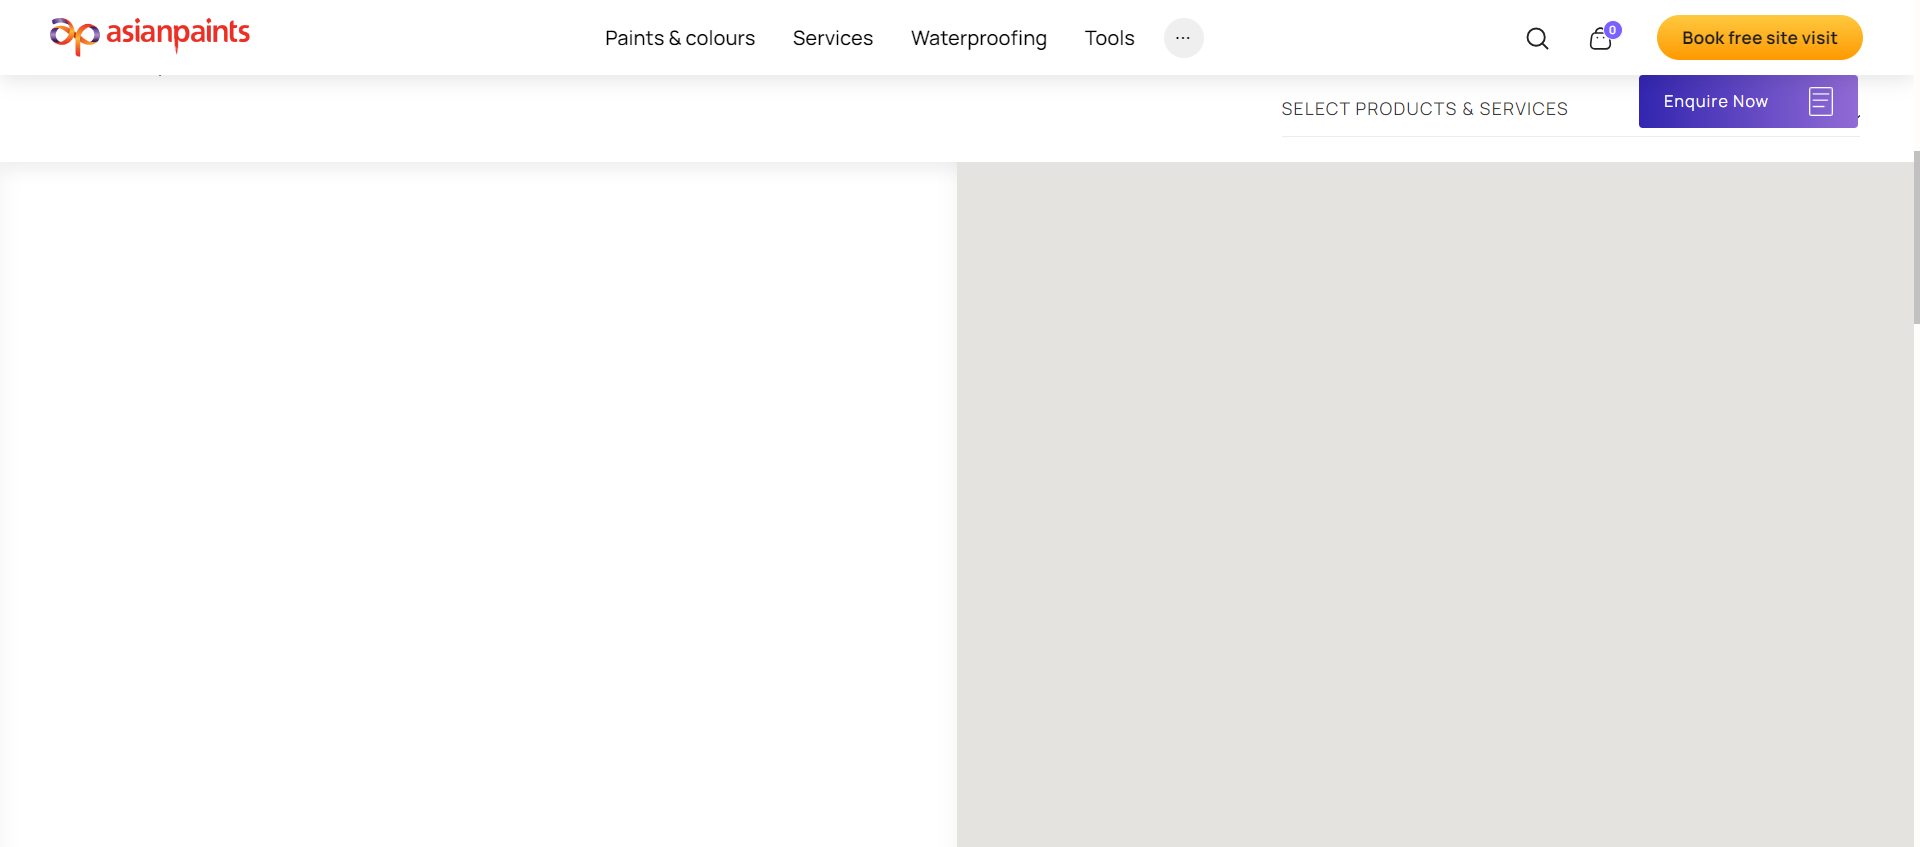 asianpaints
Paints & colours
Services
Waterproofing
Tools
...
0
Book free site visit
SELECT PRODUCTS & SERVICES
Enquire Now